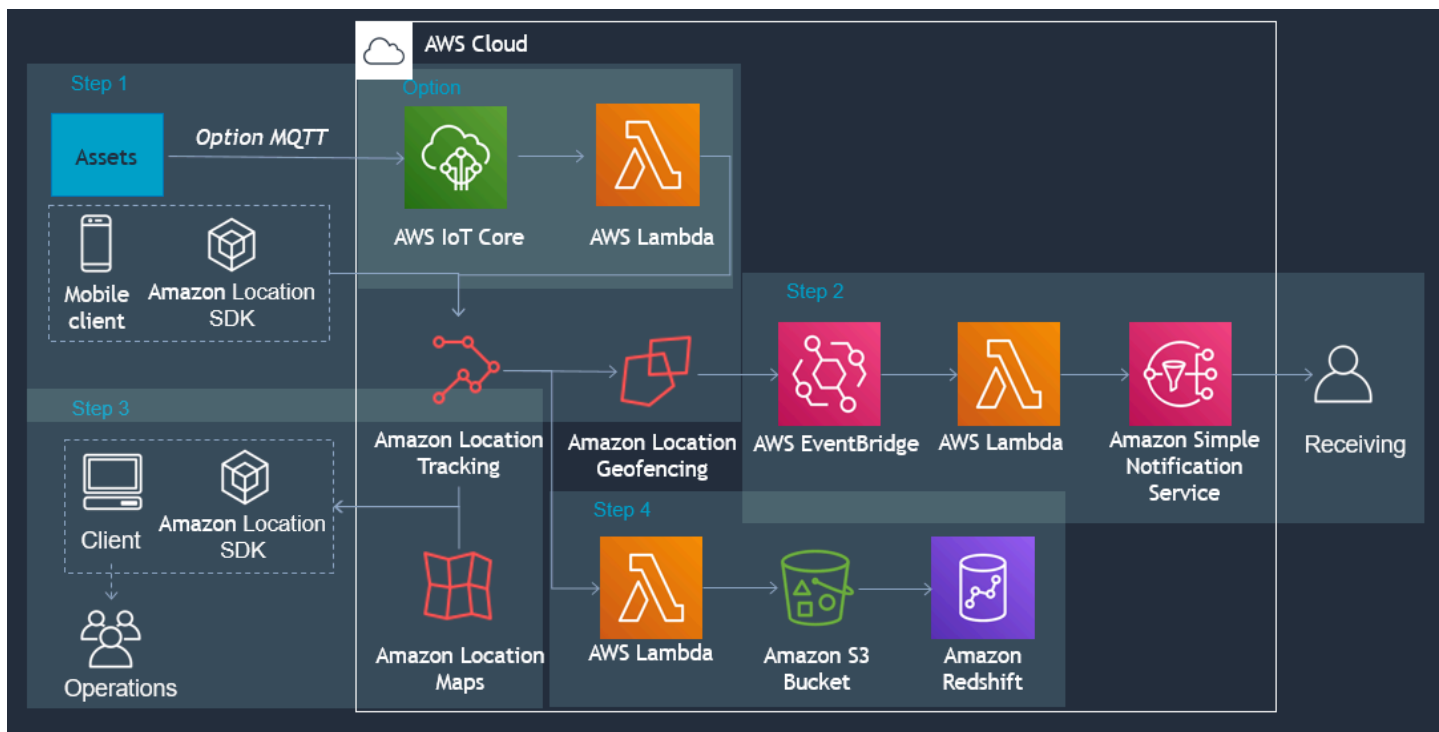 AWS Cloud
Step 1
Option
Assets
Option MQTT
AWS IoT Core
AWS Lambda
Mobile
client
Amazon Location
SDK
Step 2
AWS EventBridge
AWS Lambda
Amazon Simple
Notification
Service
Receiving
Amazon Location
Tracking
Amazon Location
Geofencing
Step 3
Client
Amazon Location
SDK
Operations
Amazon Location
Maps
Step 4
AWS Lambda
Amazon S3
Bucket
Amazon
Redshift